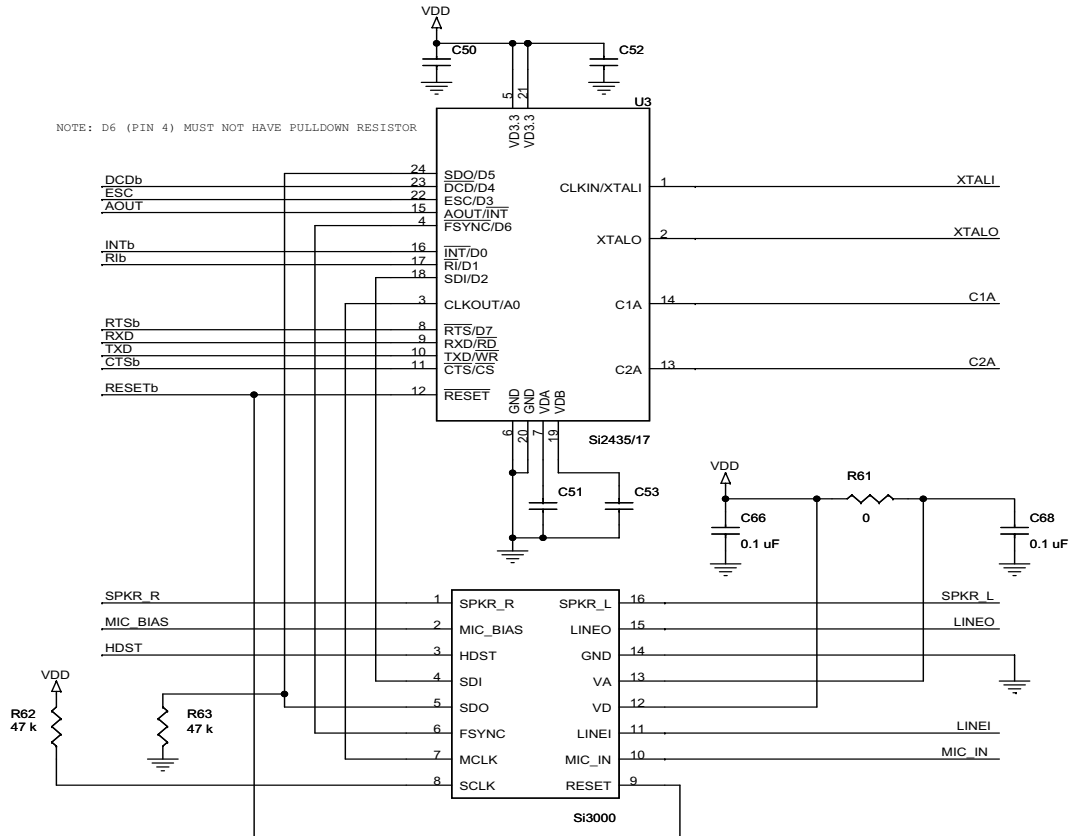 VDD
C50
C52
5
21
U3
VD3.3
VD3.3
NOTE: D6 (PIN 4) MUST NOT HAVE PULLDOWN RESISTOR
24 SDO/D5
DCDb 23 DCD/D4
ESC 22 ESC/D3
AOUT 15 AOUT/INT
4 FSYNC/D6
INTb 16 INT/D0
RIb 17 RI/D1
18 SDI/D2
3 CLKOUT/A0
RTSb 8 RTS/D7
RXD 9 RXD/RD
TXD 10 TXD/WR
CTSb 11 CTS/CS
RESETb 12 RESET
CLKIN/XTALI 1 XTALI
XTALO 2 XTALO
C1A 14 C1A
C2A 13 C2A
GND
GND
VDA
VDB
6
20
7
19
Si2435/17
C51
C53
VDD
R61
0
C66
0.1 uF
C68
0.1 uF
SPKR_R 1 SPKR_R
MIC_BIAS 2 MIC_BIAS
HDST 3 HDST
4 SDI
5 SDO
6 FSYNC
7 MCLK
8 SCLK
SPKR_L 16 SPKR_L
LINEO 15 LINEO
GND 14
VA 13
VD 12
LINEI 11 LINEI
MIC_IN 10 MIC_IN
RESET 9
VDD
R62
47 k
R63
47 k
Si3000